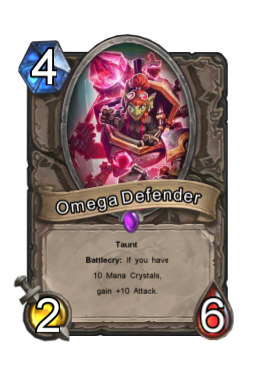 4
Omega Defender
Taunt
Battlecry: If you have
10 Mana Crystals,
gain +10 Attack.
2
6